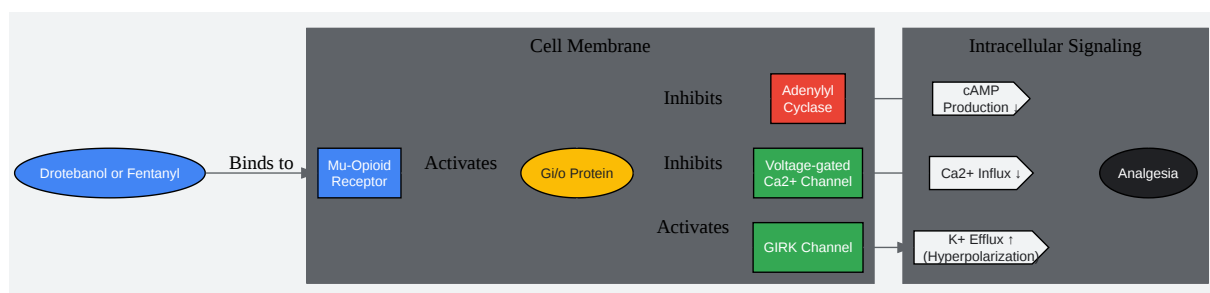 Cell Membrane
Intracellular Signaling
Drotebanol or Fentanyl
Binds to
Mu-Opioid
Receptor
Activates
Gi/o Protein
Inhibits
Adenylyl
Cyclase
cAMP
Production ↓
Inhibits
Voltage-gated
Ca2+ Channel
Ca2+ Influx ↓
Activates
GIRK Channel
K+ Efflux ↑
(Hyperpolarization)
Analgesia